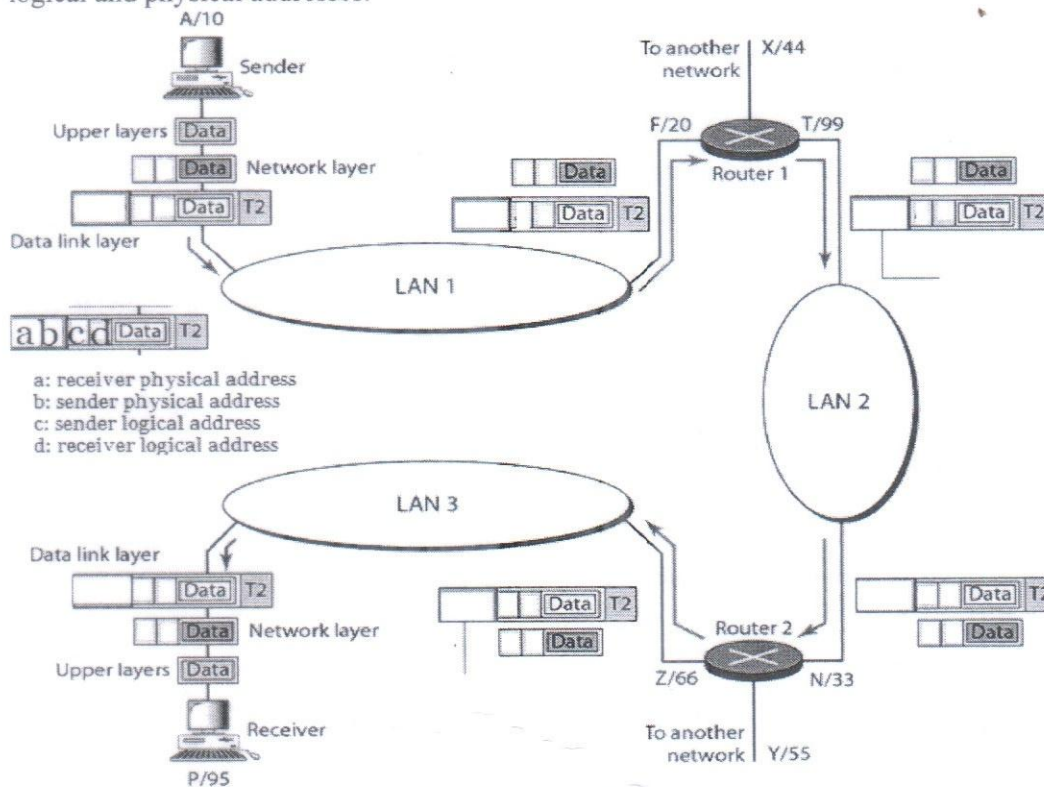 logical and physical addresses.
A/10
Sender
Upper layers Data
Data Network layer
Data T2
Data link layer
LAN 1
To another
network
X/44
F/20
T/99
Router 1
Data
Data T2
Data
Data T2
a b c d Data T2
a: receiver physical address
b: sender physical address
c: sender logical address
d: receiver logical address
LAN 2
LAN 3
Data link layer
Data T2
Data Network layer
Upper layers Data
Receiver
P/95
Data T2
Data
Router 2
Z/66
N/33
Data T2
Data
To another
network
Y/55